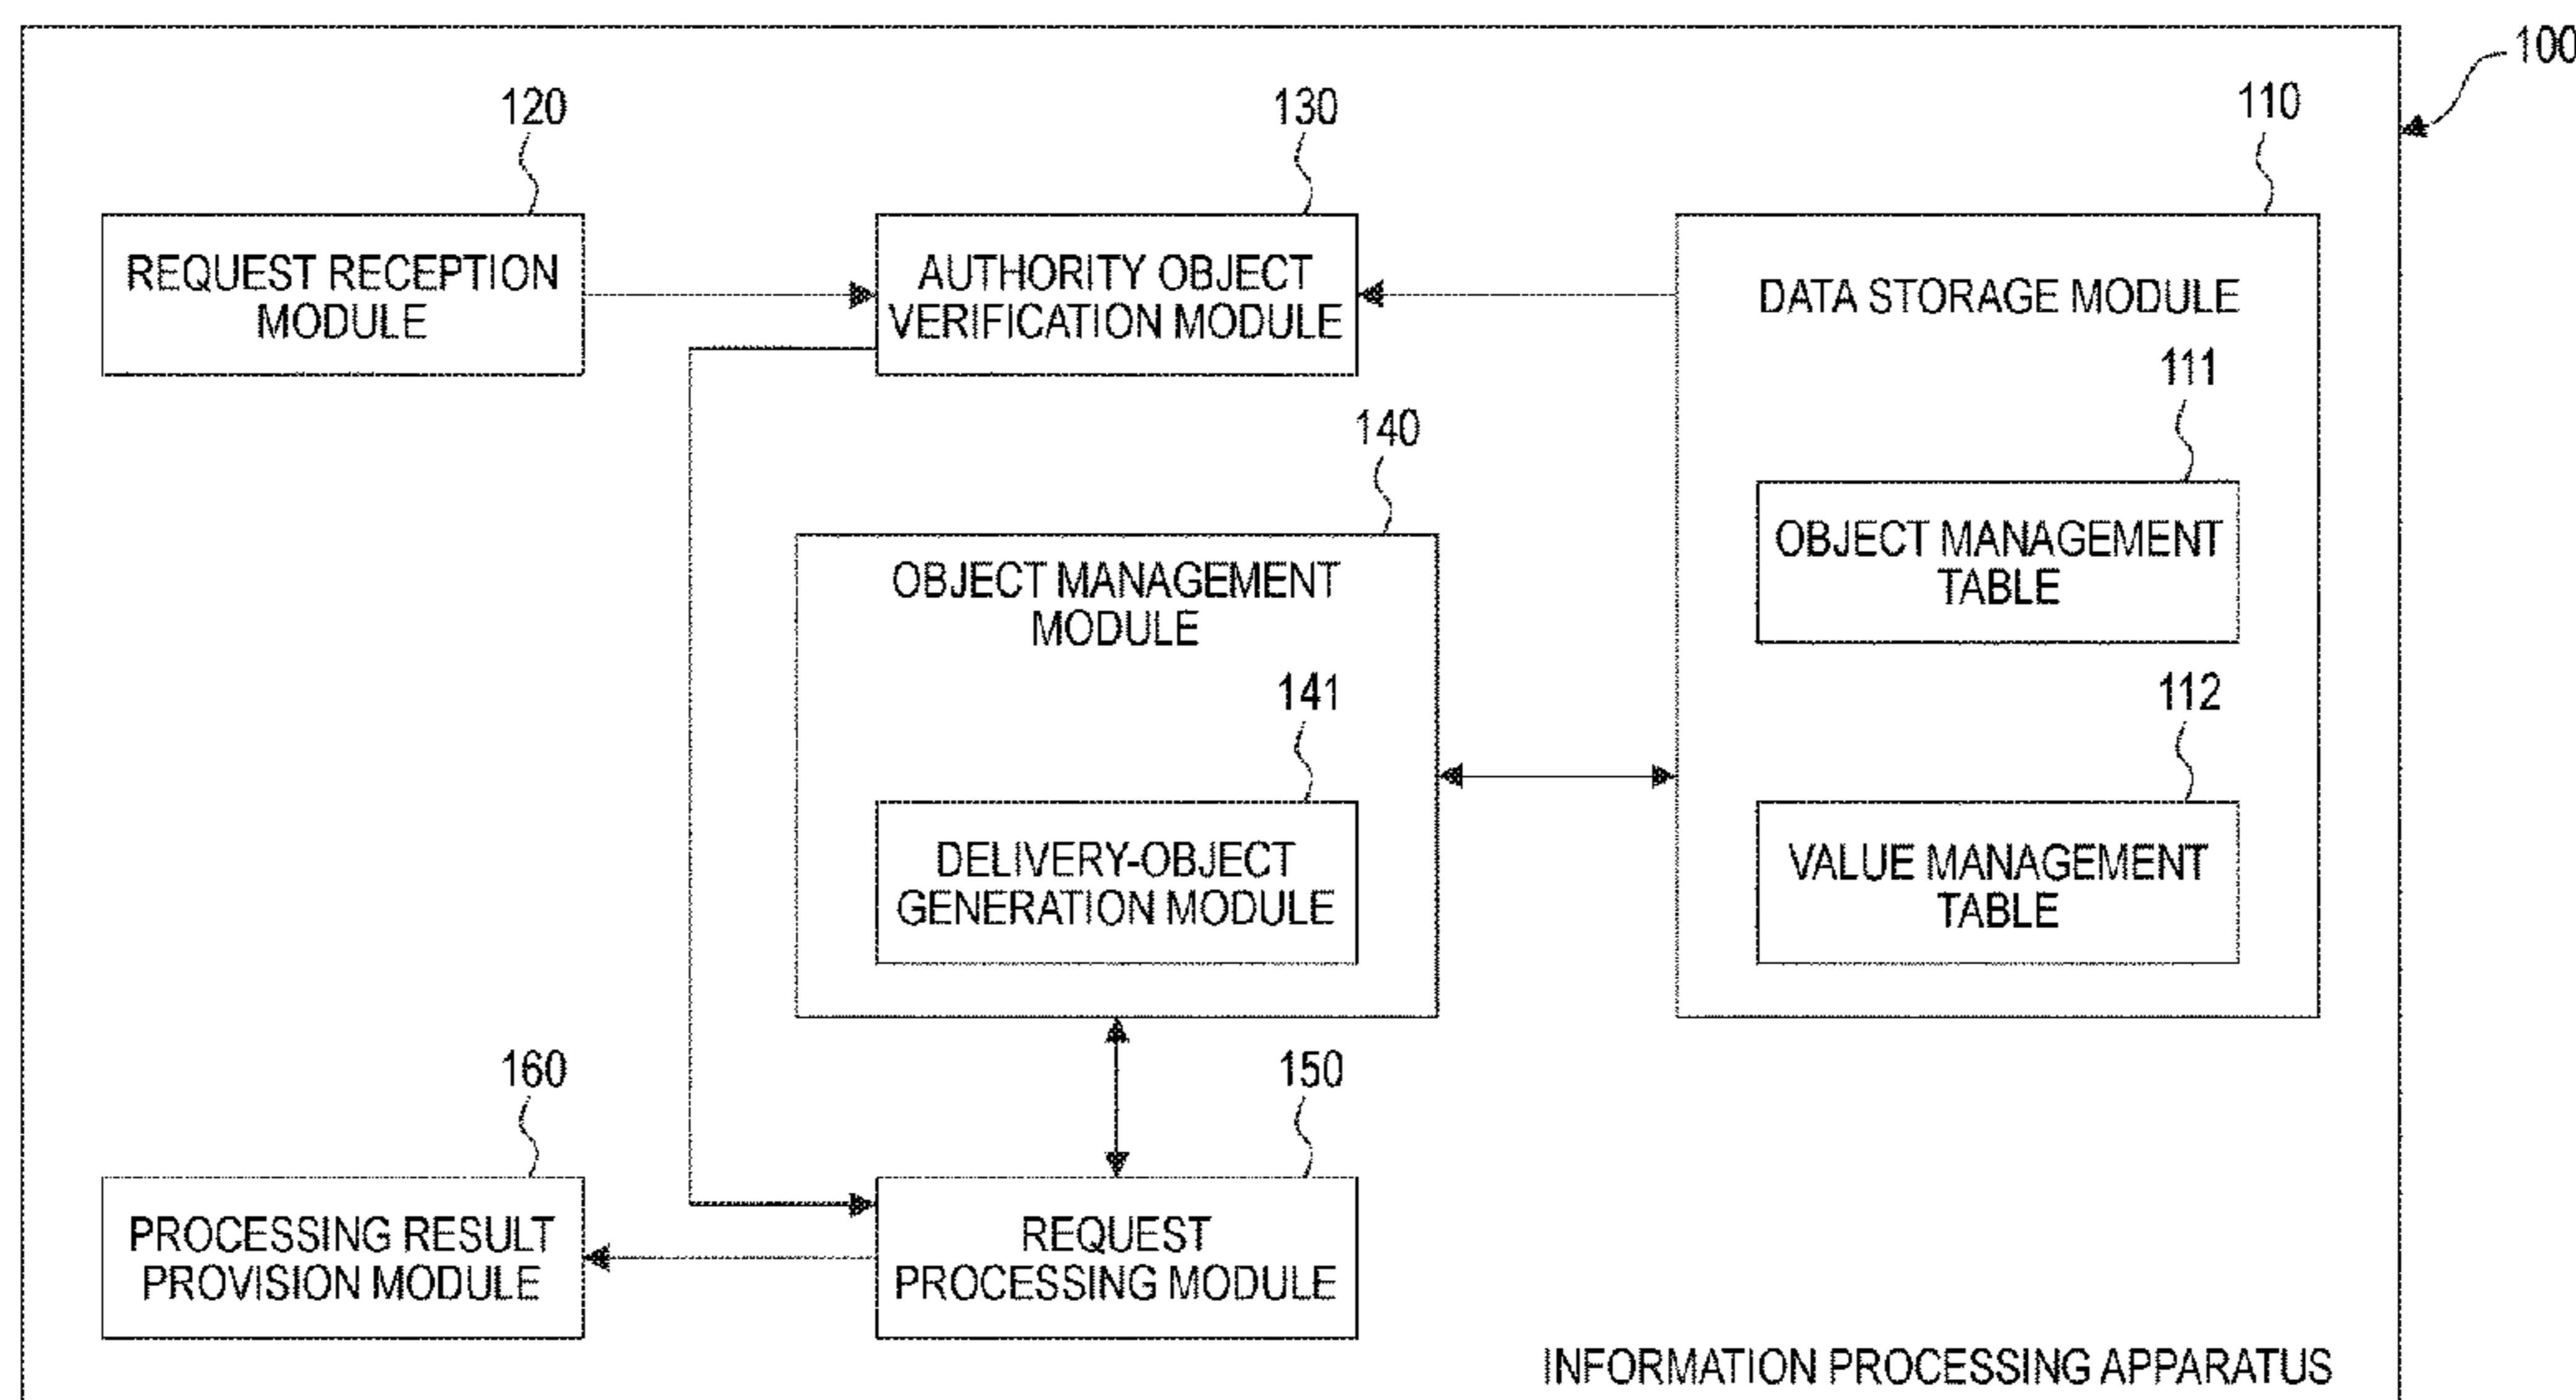 100
120
130
110
REQUEST RECEPTION
MODULE
AUTHORITY OBJECT
VERIFICATION MODULE
DATA STORAGE MODULE
111
140
OBJECT MANAGEMENT
TABLE
OBJECT MANAGEMENT
MODULE
141
112
DELIVERY-OBJECT
GENERATION MODULE
VALUE MANAGEMENT
TABLE
160
150
PROCESSING RESULT
PROVISION MODULE
REQUEST
PROCESSING MODULE
INFORMATION PROCESSING APPARATUS